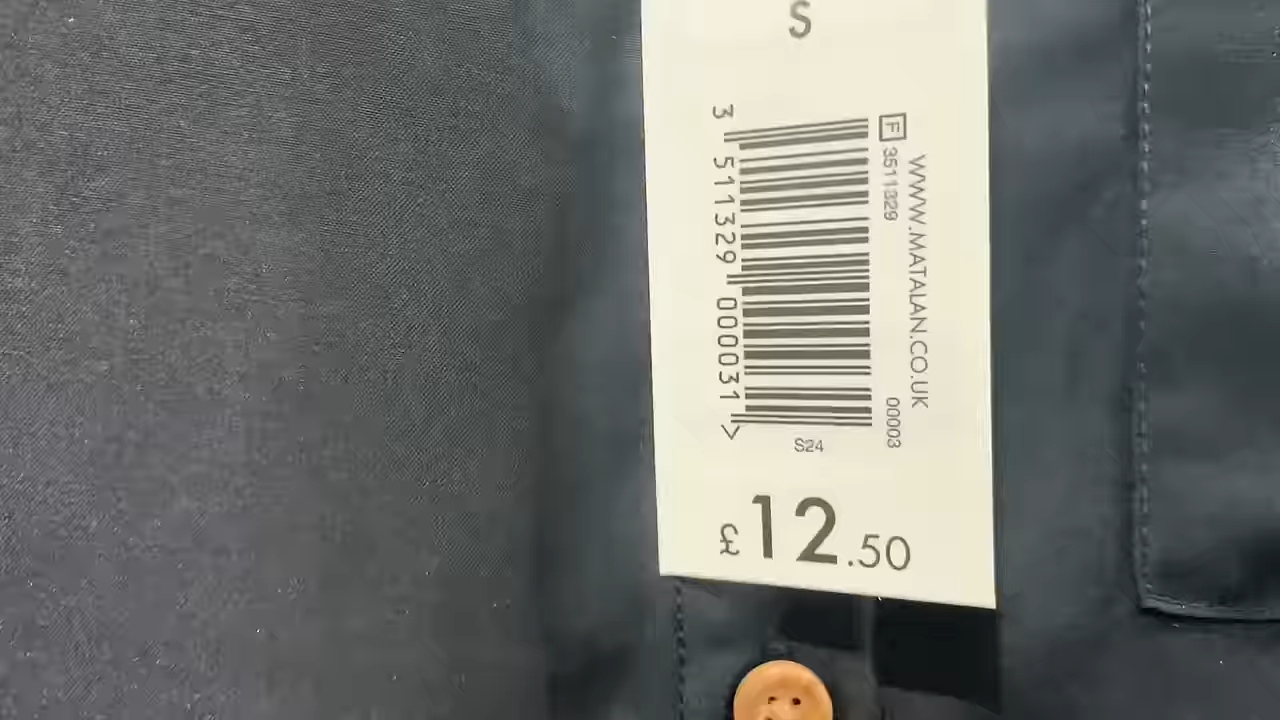 S
WWW.MATALAN.CO.UK
F 3511329 00003
3 511329 000031 >
S24
£12.50